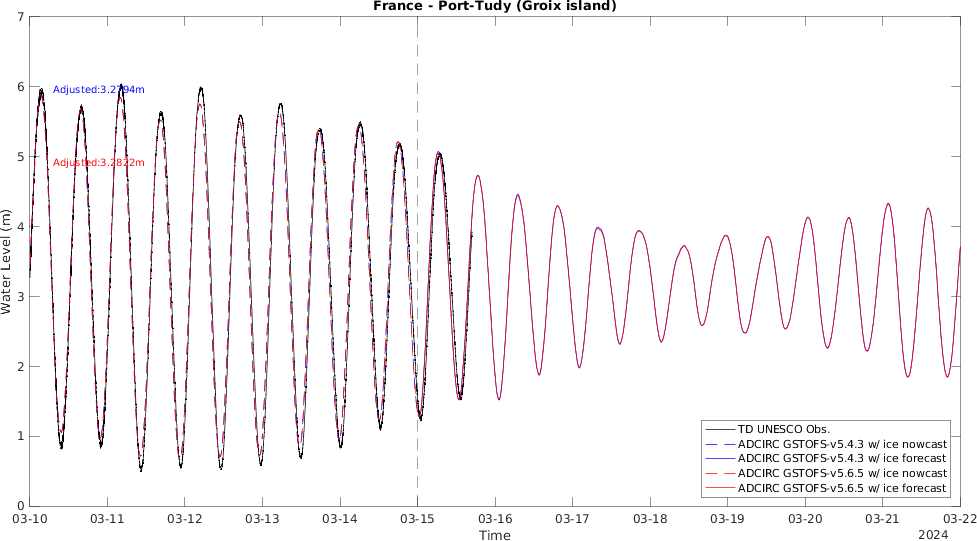 France - Port-Tudy (Groix island)
7
6
5
4
3
2
1
0
Water Level (m)
Adjusted:3.2794m
Adjusted:3.2822m
TD UNESCO Obs.
ADCIRC GSTOFS-v5.4.3 w/ ice nowcast
ADCIRC GSTOFS-v5.4.3 w/ ice forecast
ADCIRC GSTOFS-v5.6.5 w/ ice nowcast
ADCIRC GSTOFS-v5.6.5 w/ ice forecast
03-10 03-11 03-12 03-13 03-14 03-15 03-16 03-17 03-18 03-19 03-20 03-21 03-22
Time
2024